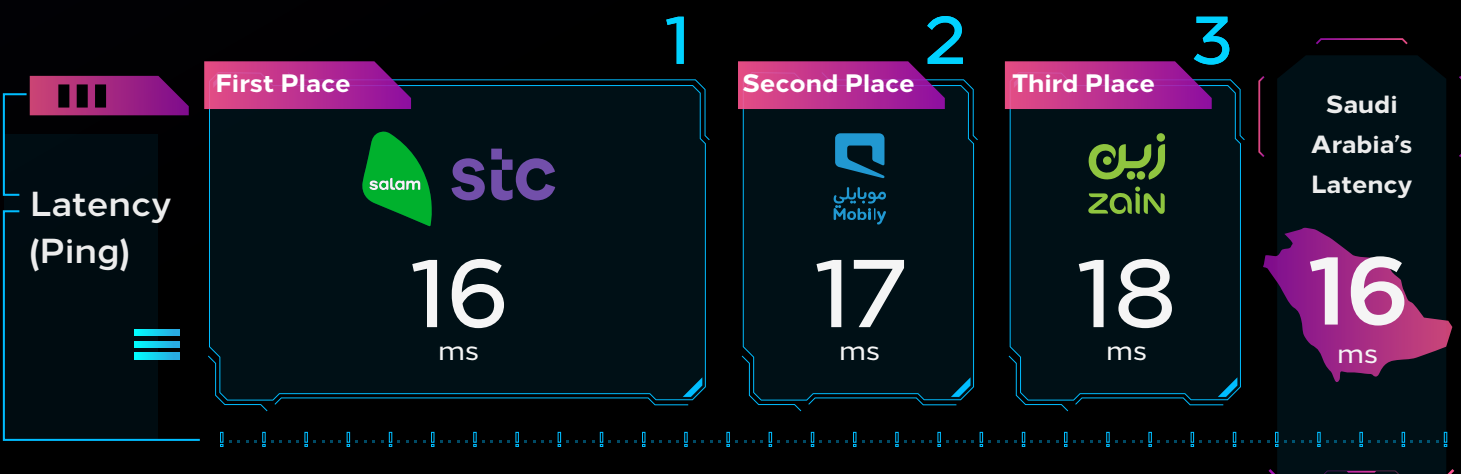 Latency
(Ping)
1
First Place
salam
stc
16
ms
2
Second Place
موبايلي
Mobily
17
ms
3
Third Place
زين
zain
18
ms
Saudi
Arabia's
Latency
16
ms